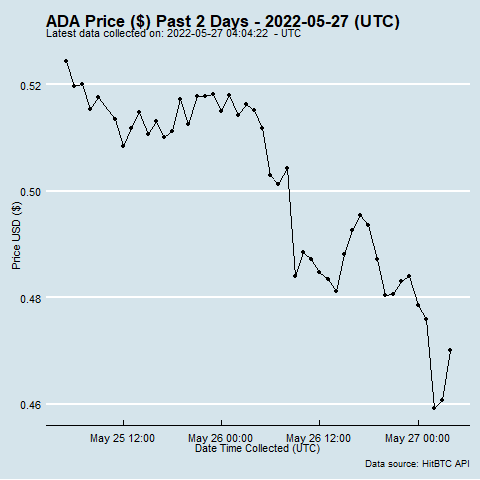 ADA Price ($) Past 2 Days - 2022-05-27 (UTC)
Latest data collected on: 2022-05-27 04:04:22 - UTC
0.52
0.50
0.48
0.46
Price USD ($)
May 25 12:00 May 26 00:00 May 26 12:00 May 27 00:00
Date Time Collected (UTC)
Data source: HitBTC API